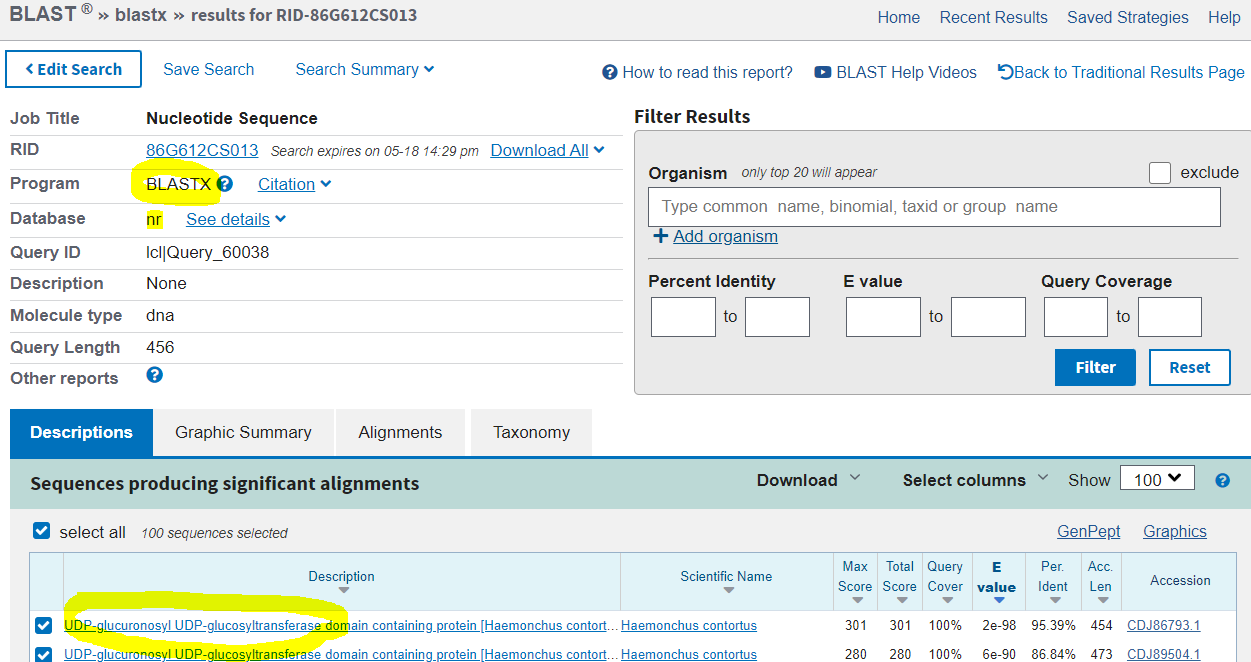 BLAST ® » blastx » results for RID-86G612CS013
Home Recent Results Saved Strategies Help
Edit Search Save Search Search Summary How to read this report? BLAST Help Videos Back to Traditional Results Page
Job Title Nucleotide Sequence
RID 86G612CS013 Search expires on 05-18 14:29 pm Download All
Program BLASTX Citation
Database nr See details
Query ID lcl|Query_60038
Description None
Molecule type dna
Query Length 456
Other reports
Filter Results
Organism only top 20 will appear exclude
Type common name, binomial, taxid or group name
Add organism
Percent Identity E value Query Coverage
to to to
Filter Reset
Descriptions Graphic Summary Alignments Taxonomy
Sequences producing significant alignments Download Select columns Show 100
select all 100 sequences selected GenPept Graphics
Description Scientific Name Max Score Total Score Query Cover E value Per. Ident Acc. Len Accession
UDP-glucuronosyl UDP-glucosyltransferase domain containing protein [Haemonchus contort... Haemonchus contortus 301 301 100% 2e-98 95.39% 454 CDJ86793.1
UDP-glucuronosyl UDP-glucosyltransferase domain containing protein [Haemonchus contort... Haemonchus contortus 280 280 100% 6e-90 86.84% 473 CDJ89504.1